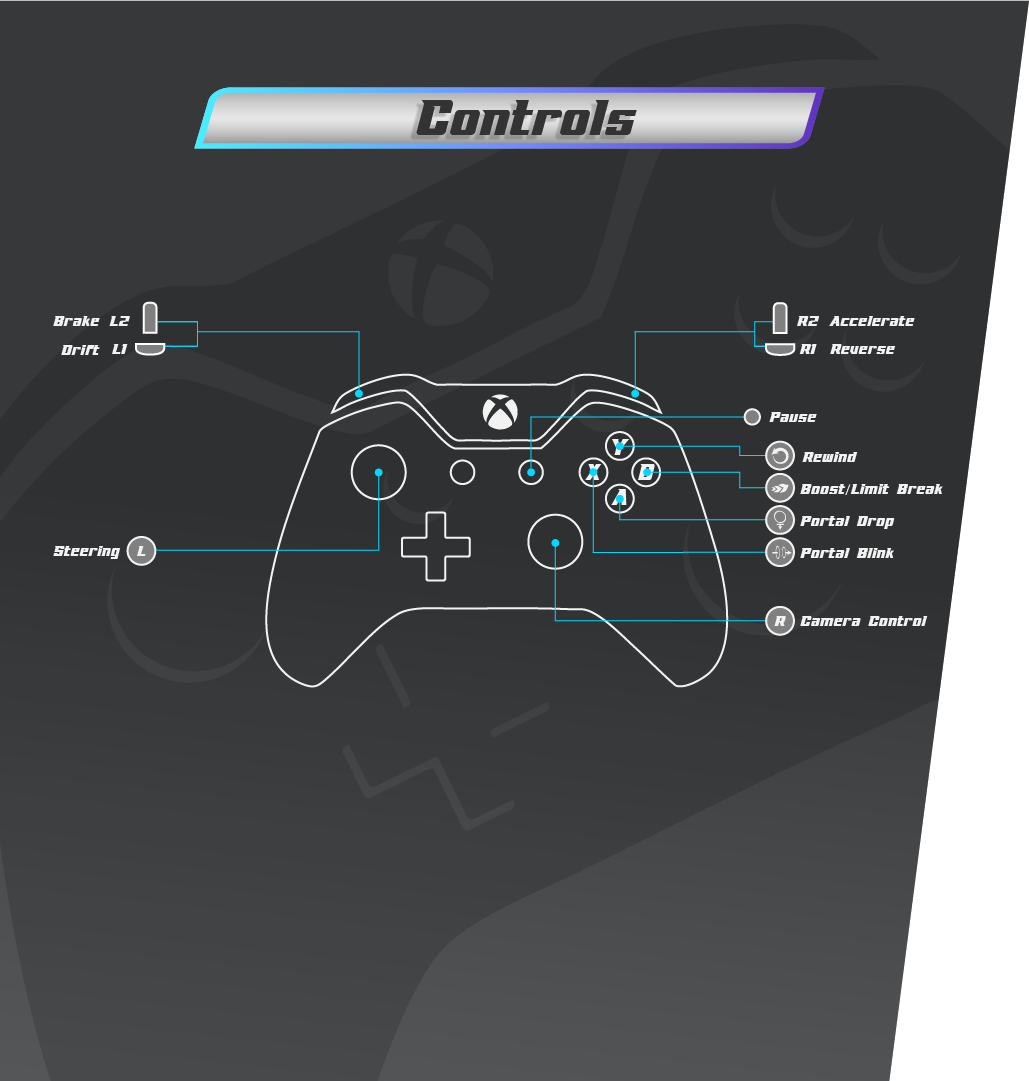 Controls
Brake L2
Drift L1
R2 Accelerate
R1 Reverse
Pause
Y
Rewind
X
B
Boost/Limit Break
A
Portal Drop
Steering L
Portal Blink
R Camera Control